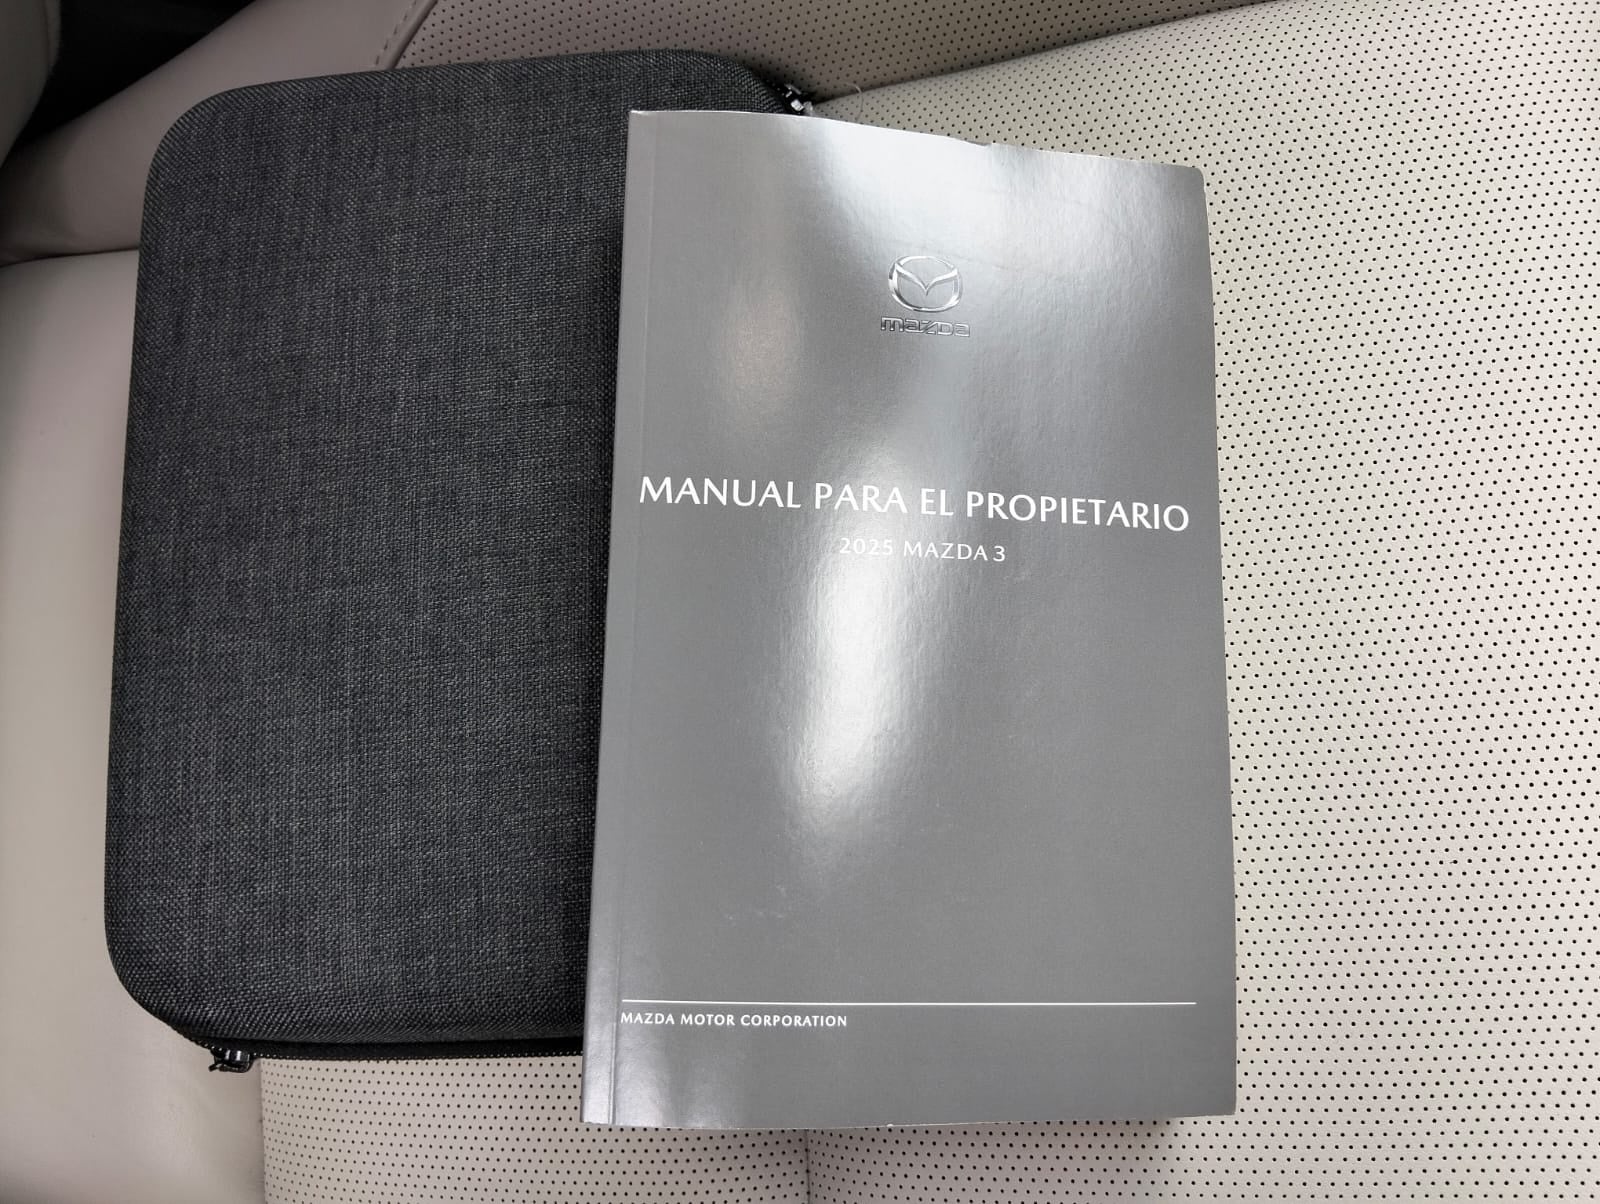 mazda
MANUAL PARA EL PROPIETARIO
2025 MAZDA 3
MAZDA MOTOR CORPORATION